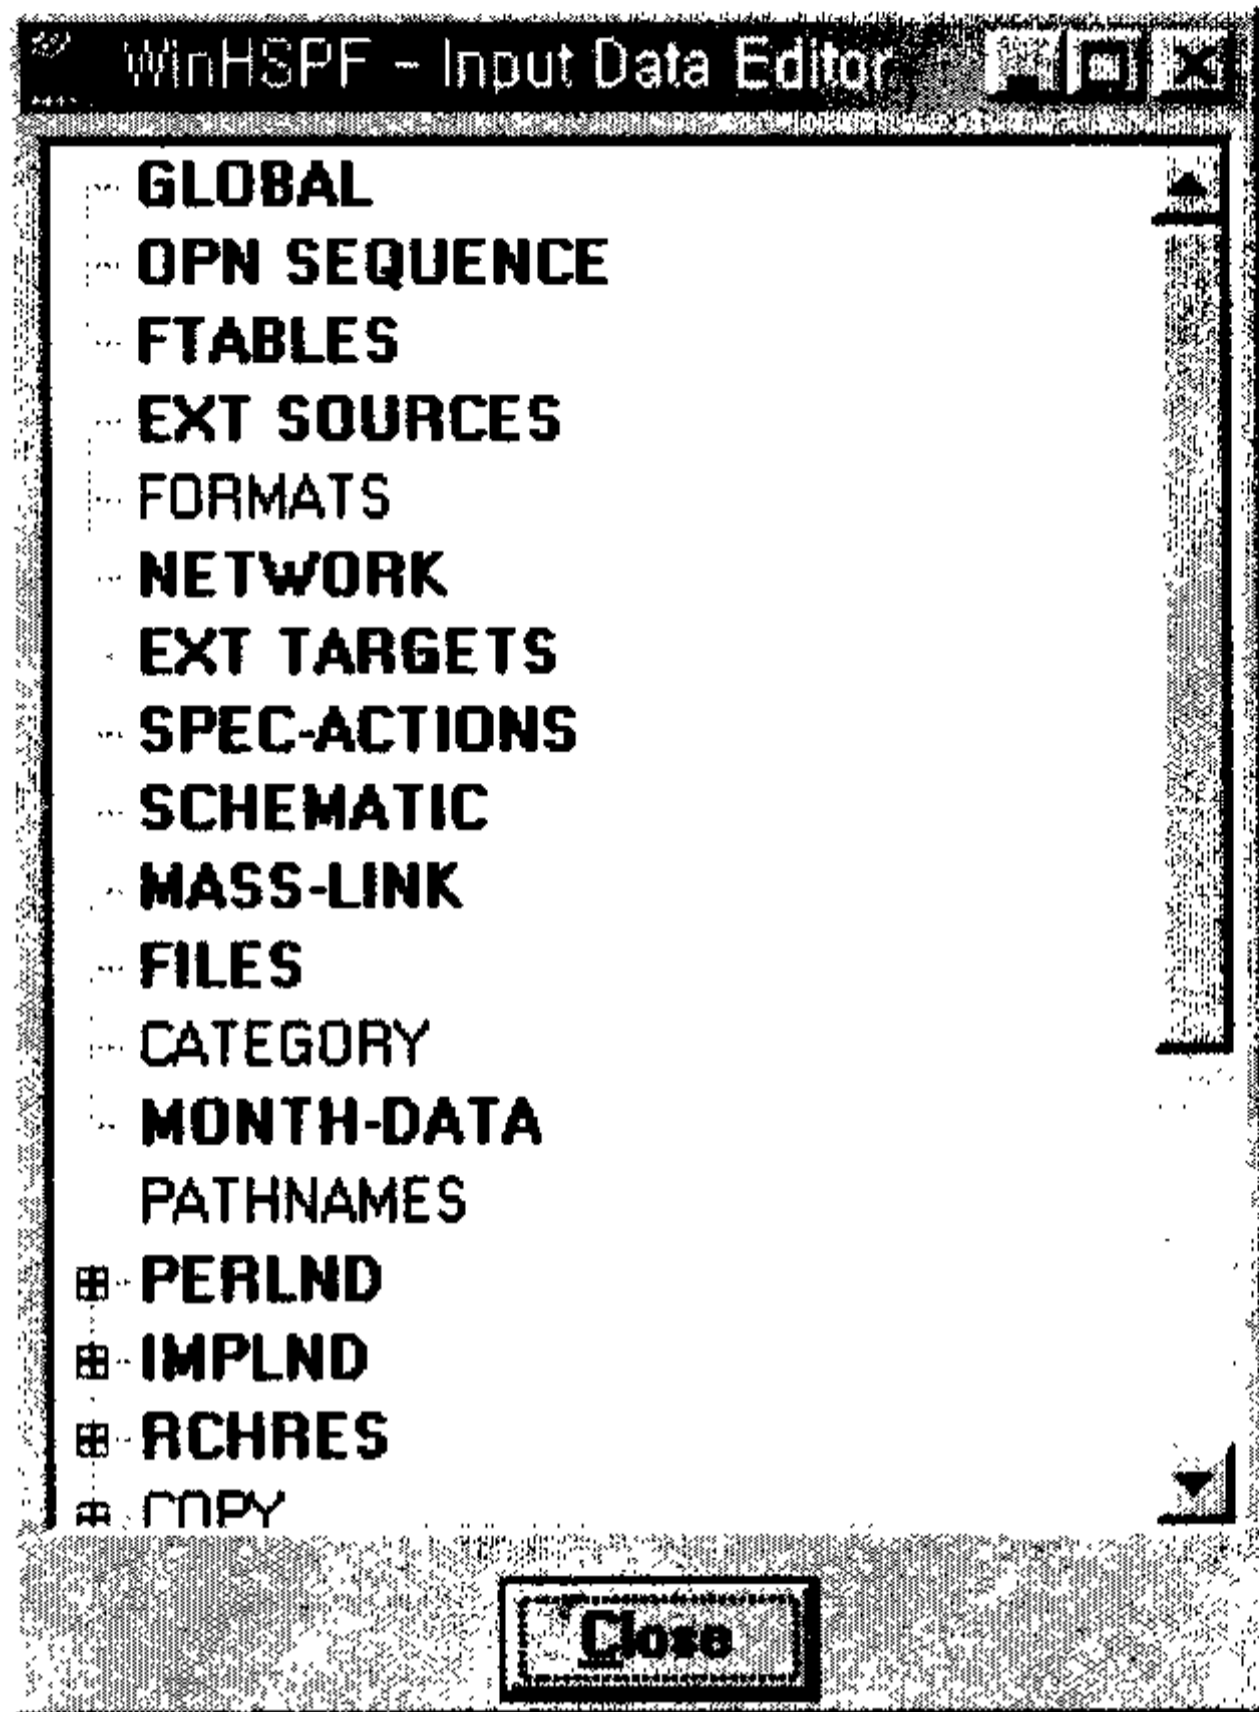 WinHSPF - Input Data Editor
GLOBAL
OPN SEQUENCE
FTABLES
EXT SOURCES
FORMATS
NETWORK
EXT TARGETS
SPEC-ACTIONS
SCHEMATIC
MASS-LINK
FILES
CATEGORY
MONTH-DATA
PATHNAMES
PERLND
IMPLND
RCHRES
COPY
Close